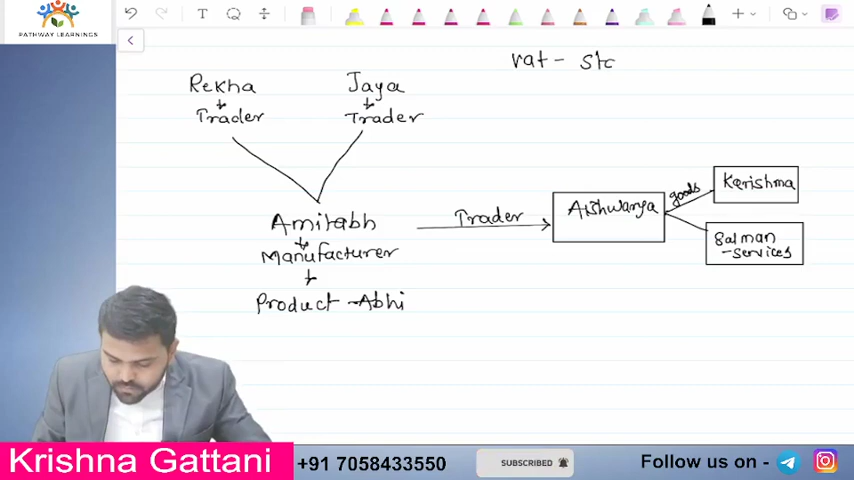 PATHWAY LEARNINGS
vat - stc
Rekha
Jaya
Trader
Trader
Amitabh
Trader
Aishwarya
goods
Karishma
Salman
-services
Manufacturer
Product - Abhi
Krishna Gattani
+91 7058433550
SUBSCRIBED
Follow us on -